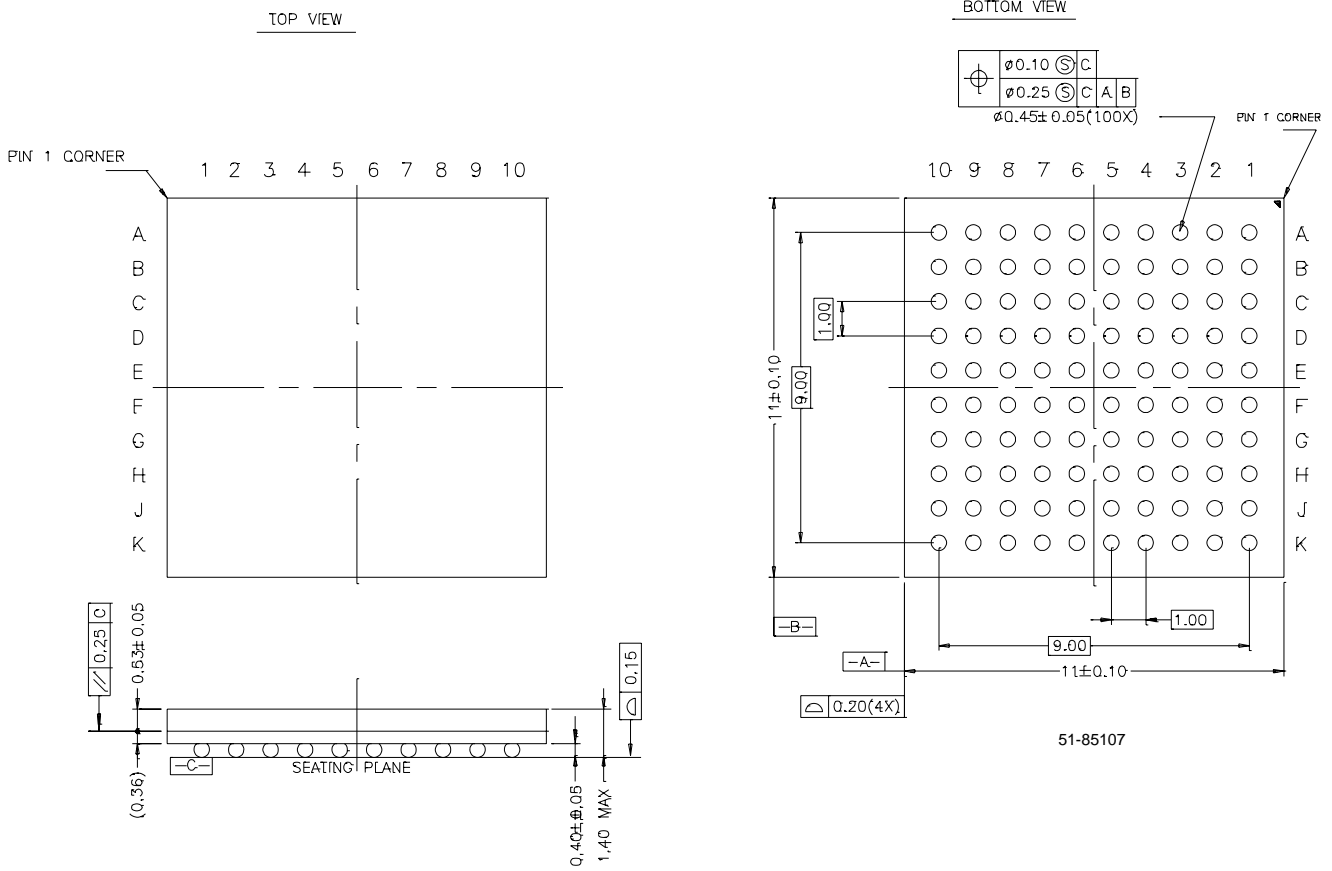 TOP VIEW
BOTTOM VIEW
ø0.10 Ⓢ C
ø0.25 Ⓢ C A B
ø0.45±0.05(100X)
PIN 1 CORNER
PIN 1 CORNER
1 2 3 4 5 6 7 8 9 10
10 9 8 7 6 5 4 3 2 1
A
B
C
D
E
F
G
H
J
K
A
B
C
D
E
F
G
H
J
K
1.00
9.00
11±0.10
-B-
1.00
9.00
-A-
11±0.10
0.20(4X)
51-85107
// 0.25 C
0.53±0.05
0.15
-C-
SEATING PLANE
(0.36)
0.40±0.05
1.40 MAX